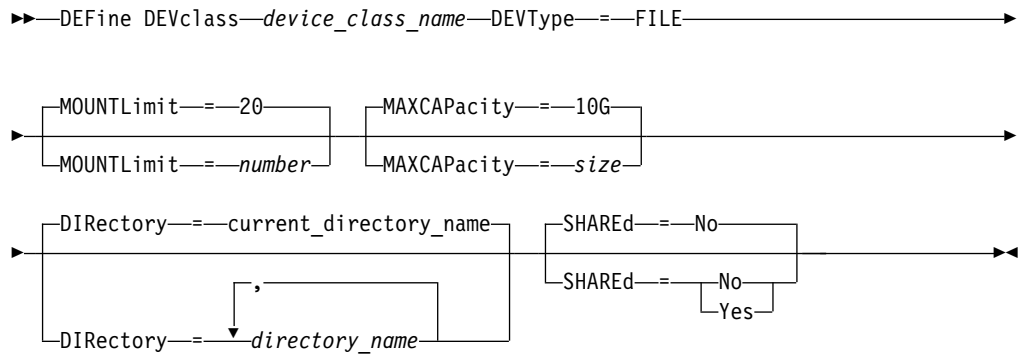 DEFine DEVclass device_class_name DEVType = FILE
MOUNTLimit = 20
MOUNTLimit = number
MAXCAPacity = 10G
MAXCAPacity = size
DIRectory = current_directory_name
,
DIRectory = directory_name
SHAREd = No
SHAREd = No
Yes